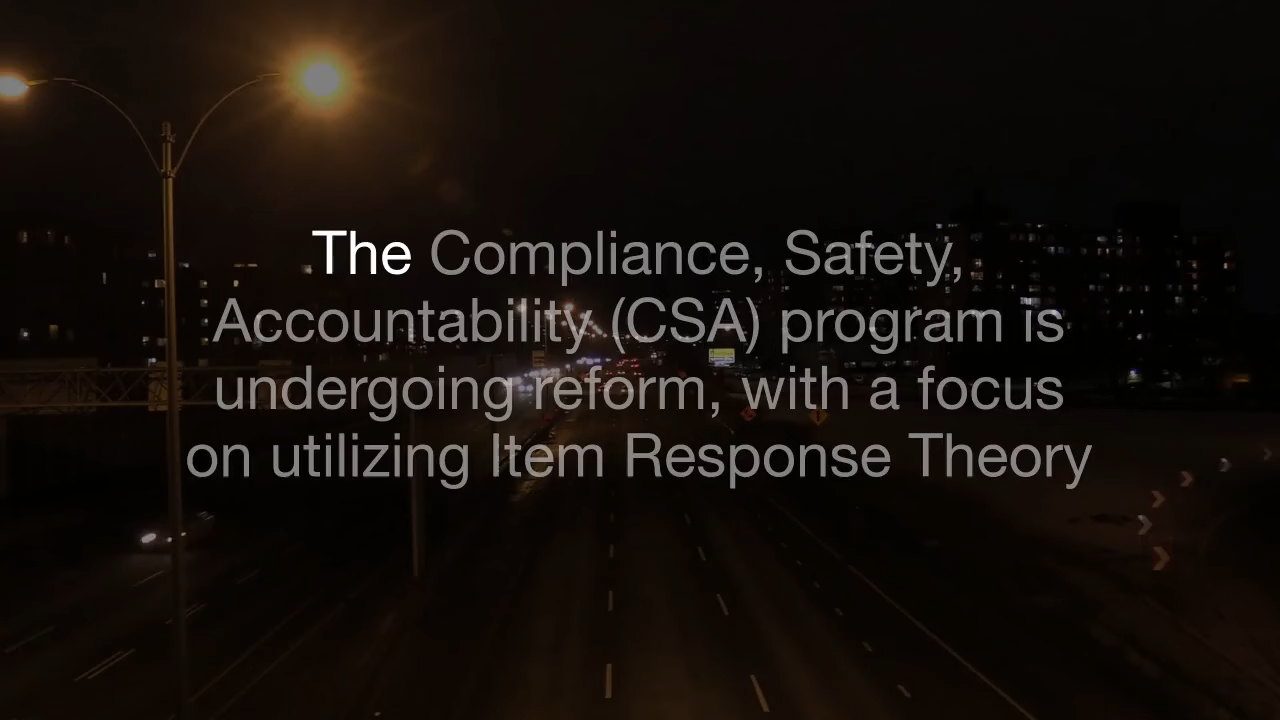 The Compliance, Safety,
Accountability (CSA) program is
undergoing reform, with a focus
on utilizing Item Response Theory